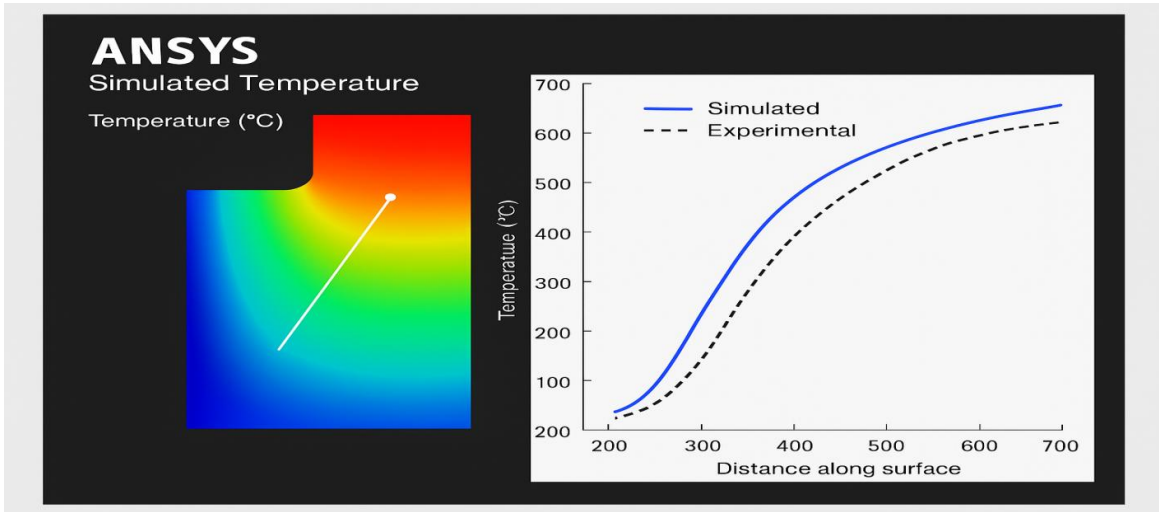 ANSYS
Simulated Temperature
Temperature (°C)
Simulated
Experimental
Temperatuɯe (°C)
700
600
500
400
300
200
100
200
200 300 400 500 600 700
Distance along surface